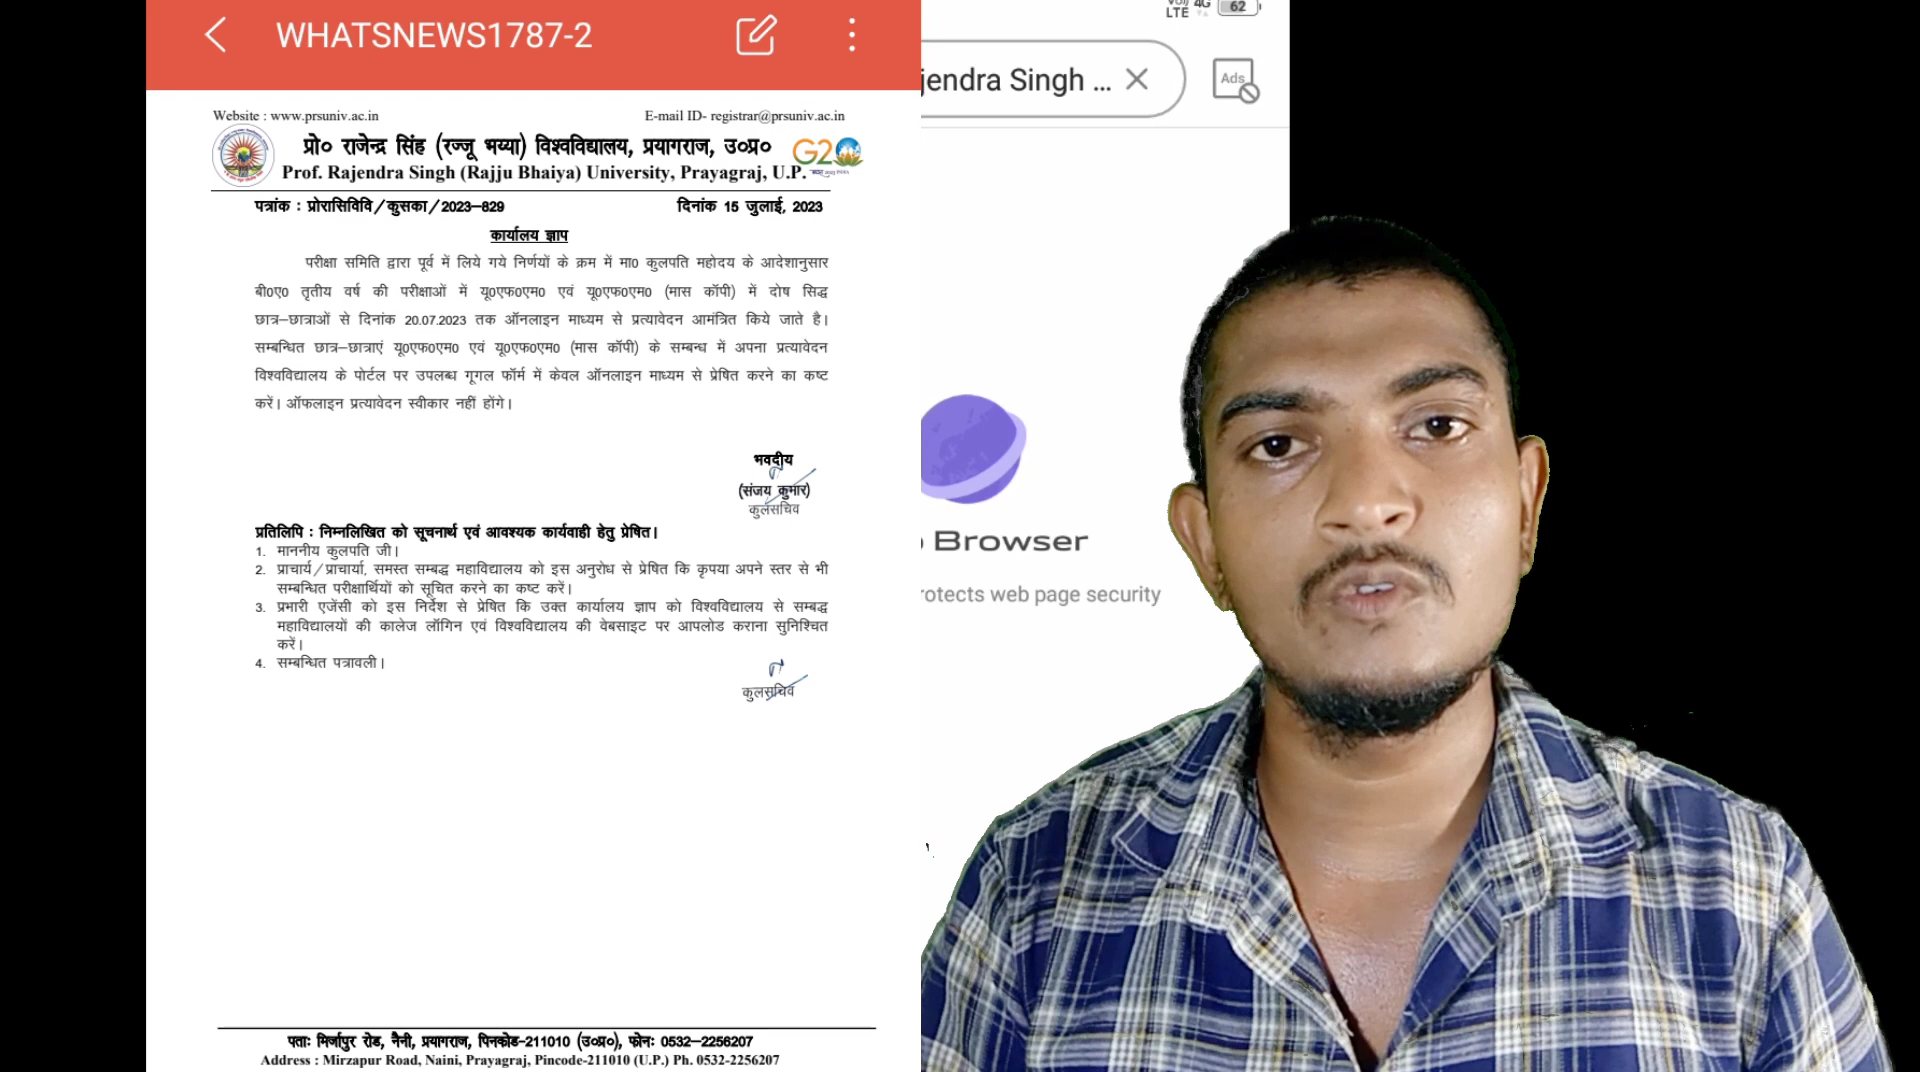 WHATSNEWS1787-2
Website : www.prsuniv.ac.in
E-mail ID- registrar@prsuniv.ac.in
प्रो० राजेन्द्र सिंह (रज्जू भय्या) विश्वविद्यालय, प्रयागराज, उ०प्र०
G20
Prof. Rajendra Singh (Rajju Bhaiya) University, Prayagraj, U.P.
पत्रांक : प्रोरासिविवि/कुसका/2023–829
दिनांक 15 जुलाई, 2023
कार्यालय ज्ञाप
परीक्षा समिति द्वारा पूर्व में लिये गये निर्णयों के क्रम में मा० कुलपति महोदय के आदेशानुसार
बी०ए० तृतीय वर्ष की परीक्षाओं में यू०एफ०एम० एवं यू०एफ०एम० (मास कॉपी) में दोष सिद्ध
छात्र–छात्राओं से दिनांक 20.07.2023 तक ऑनलाइन माध्यम से प्रत्यावेदन आमंत्रित किये जाते है।
सम्बन्धित छात्र–छात्राएं यू०एफ०एम० एवं यू०एफ०एम० (मास कॉपी) के सम्बन्ध में अपना प्रत्यावेदन
विश्वविद्यालय के पोर्टल पर उपलब्ध गूगल फॉर्म में केवल ऑनलाइन माध्यम से प्रेषित करने का कष्ट
करें। ऑफलाइन प्रत्यावेदन स्वीकार नहीं होंगे।
भवदीय
(संजय कुमार)
कुलसचिव
प्रतिलिपि : निम्नलिखित को सूचनार्थ एवं आवश्यक कार्यवाही हेतु प्रेषित।
1. माननीय कुलपति जी।
2. प्राचार्य/प्राचार्या, समस्त सम्बद्ध महाविद्यालय को इस अनुरोध से प्रेषित कि कृपया अपने स्तर से भी
सम्बन्धित परीक्षार्थियों को सूचित करने का कष्ट करें।
3. प्रभारी एजेंसी को इस निर्देश से प्रेषित कि उक्त कार्यालय ज्ञाप को विश्वविद्यालय से सम्बद्ध
महाविद्यालयों की कालेज लॉगिन एवं विश्वविद्यालय की वेबसाइट पर आपलोड कराना सुनिश्चित
करें।
4. सम्बन्धित पत्रावली।
कुलसचिव
पताः मिर्जापुर रोड, नैनी, प्रयागराज, पिनकोड-211010 (उ०प्र०), फोनः 0532–2256207
Address : Mirzapur Road, Naini, Prayagraj, Pincode-211010 (U.P.) Ph. 0532-2256207
LTE 4G 62
jendra Singh ...
Ads
Browser
rotects web page security